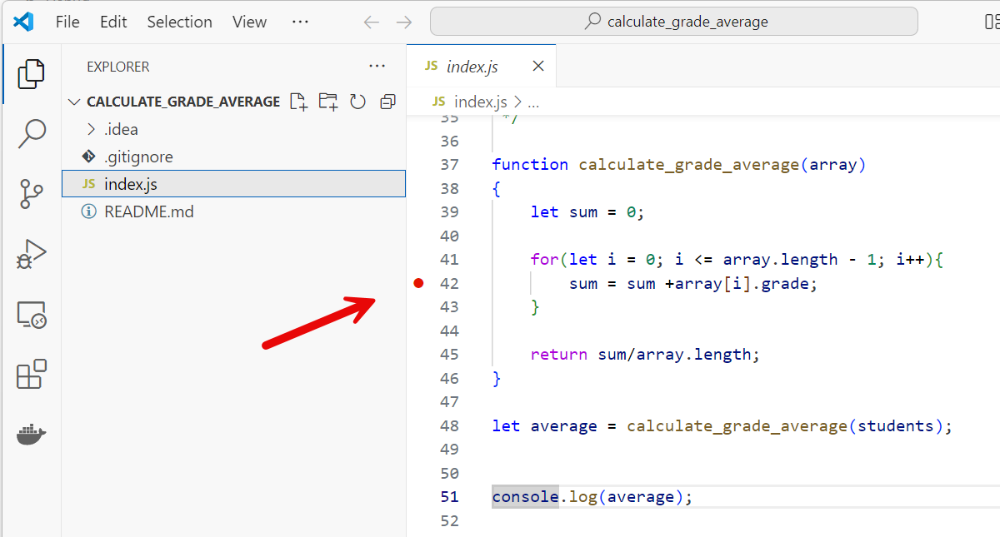 File Edit Selection View ···
calculate_grade_average
EXPLORER ···
CALCULATE_GRADE_AVERAGE
.idea
.gitignore
JS index.js
README.md
JS index.js
JS index.js > ...
35 */
36
37 function calculate_grade_average(array)
38 {
39 let sum = 0;
40
41 for(let i = 0; i <= array.length - 1; i++){
42 sum = sum +array[i].grade;
43 }
44
45 return sum/array.length;
46 }
47
48 let average = calculate_grade_average(students);
49
50
51 console.log(average);
52